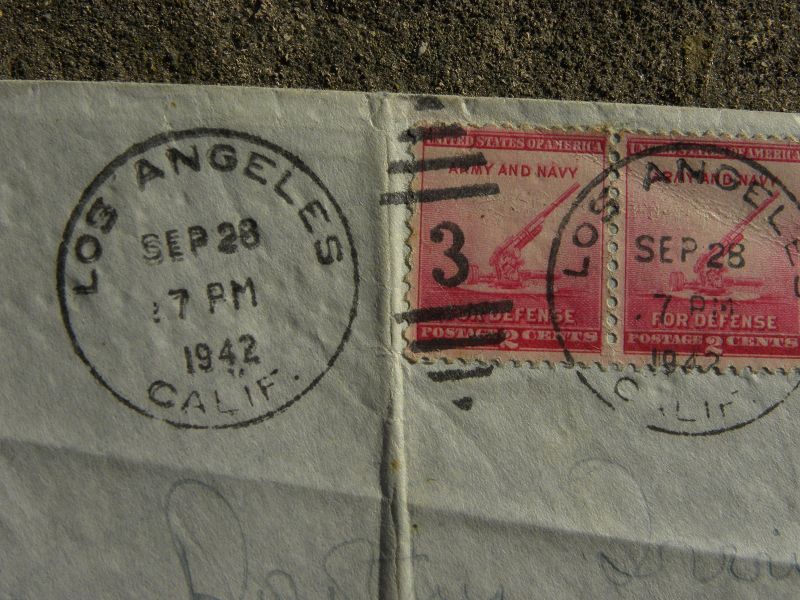 LOS ANGELES
SEP 28
7 PM
1942
CALIF.
3
UNITED STATES OF AMERICA
ARMY AND NAVY
FOR DEFENSE
POSTAGE 2 CENTS
UNITED STATES OF AMERICA
ARMY AND NAVY
FOR DEFENSE
POSTAGE 2 CENTS
LOS ANGELES
SEP 28
7 PM
1942
CALIF.